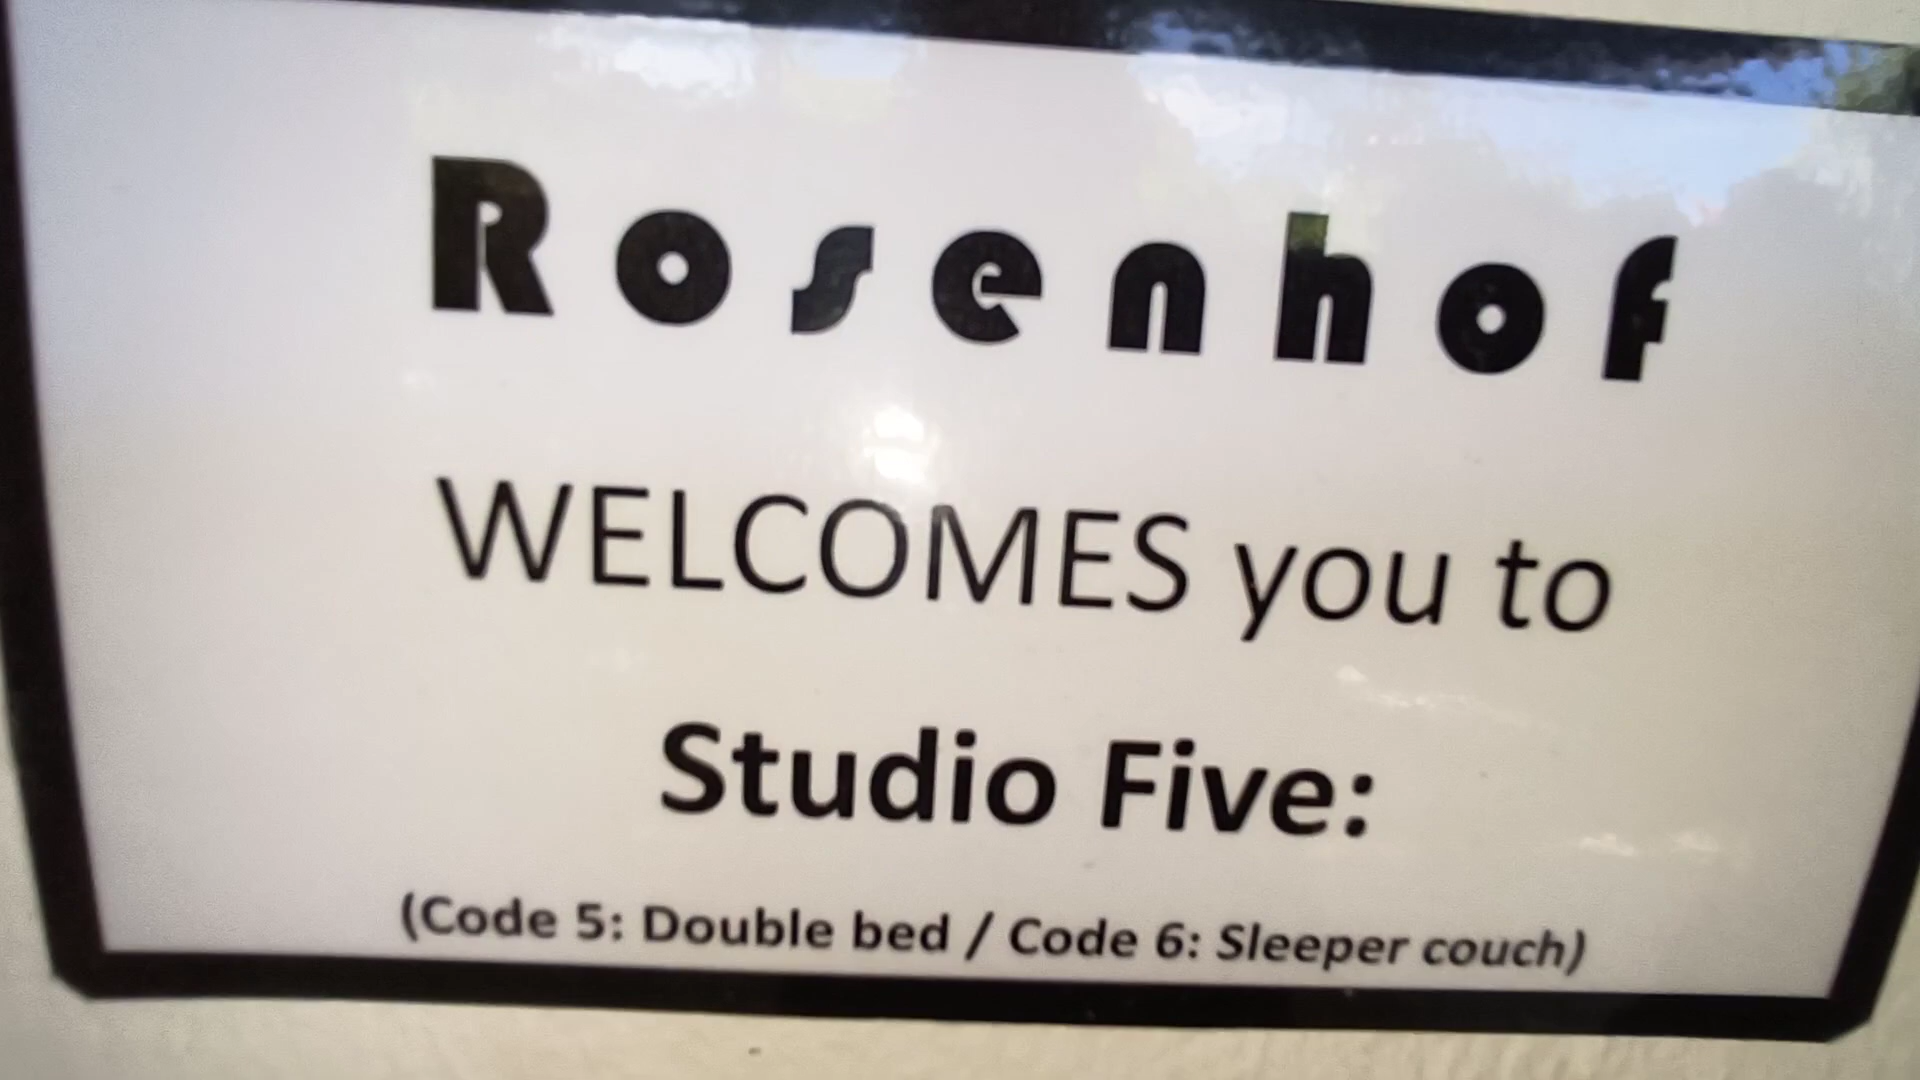 Rosenhof
WELCOMES you to
Studio Five:
(Code 5: Double bed / Code 6: Sleeper couch)